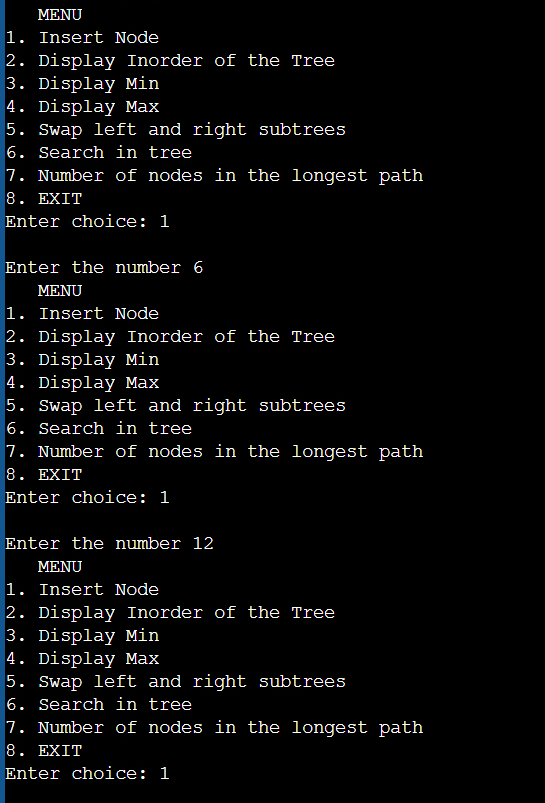 MENU
1. Insert Node
2. Display Inorder of the Tree
3. Display Min
4. Display Max
5. Swap left and right subtrees
6. Search in tree
7. Number of nodes in the longest path
8. EXIT
Enter choice: 1
Enter the number 6
MENU
1. Insert Node
2. Display Inorder of the Tree
3. Display Min
4. Display Max
5. Swap left and right subtrees
6. Search in tree
7. Number of nodes in the longest path
8. EXIT
Enter choice: 1
Enter the number 12
MENU
1. Insert Node
2. Display Inorder of the Tree
3. Display Min
4. Display Max
5. Swap left and right subtrees
6. Search in tree
7. Number of nodes in the longest path
8. EXIT
Enter choice: 1